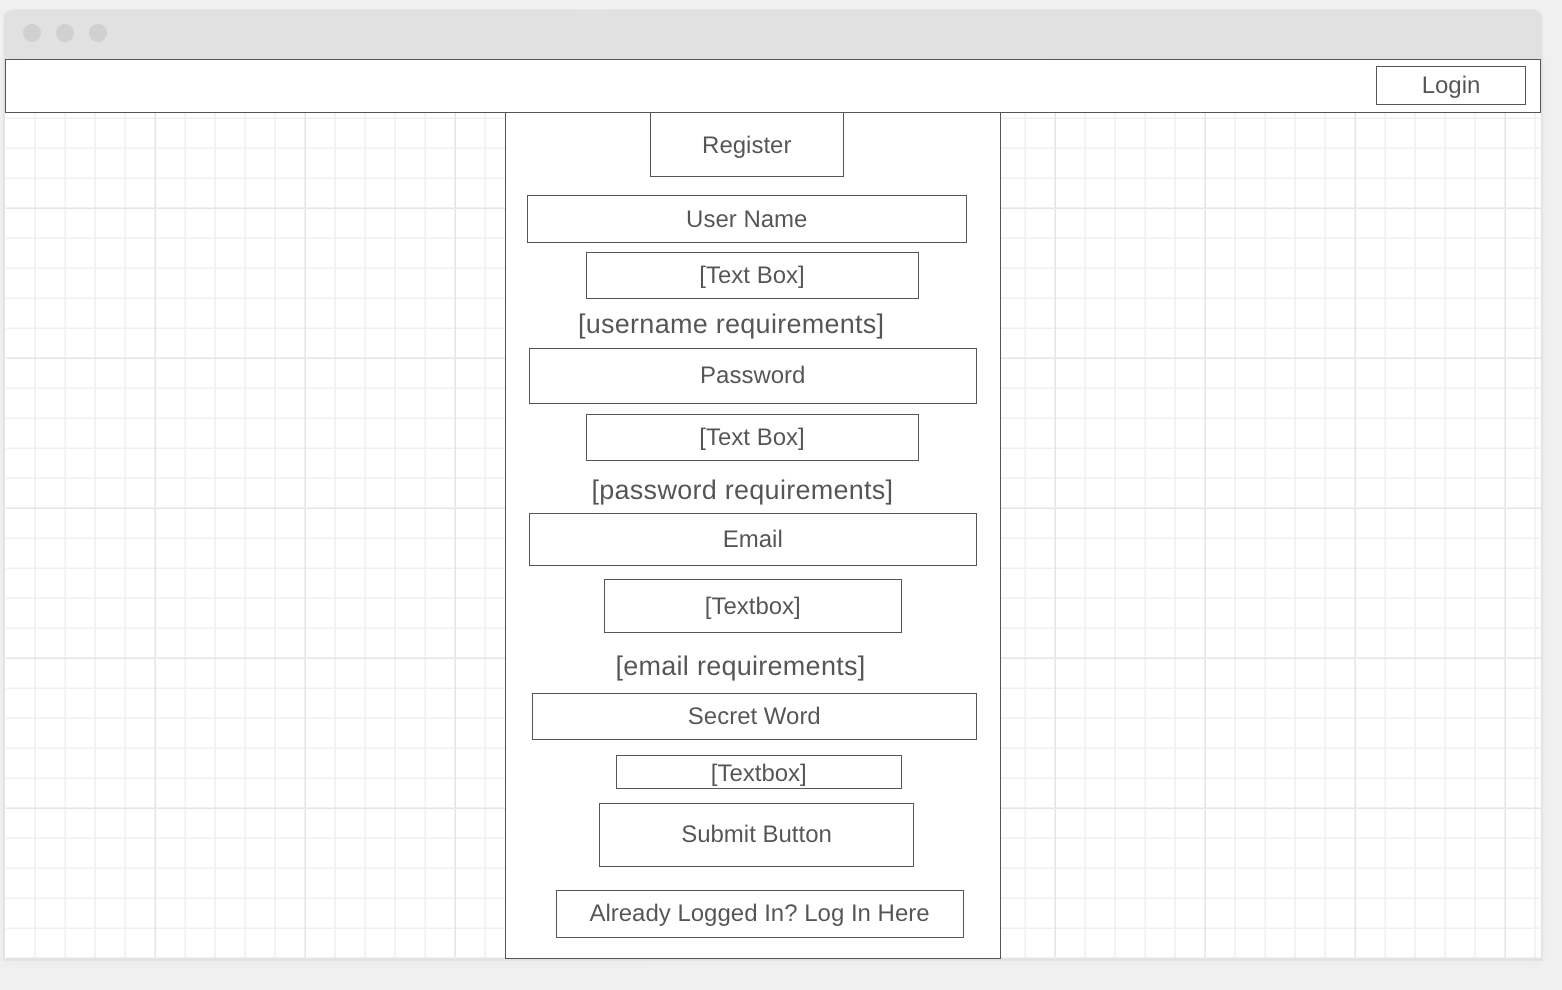 Login
Register
User Name
[Text Box]
[username requirements]
Password
[Text Box]
[password requirements]
Email
[Textbox]
[email requirements]
Secret Word
[Textbox]
Submit Button
Already Logged In? Log In Here